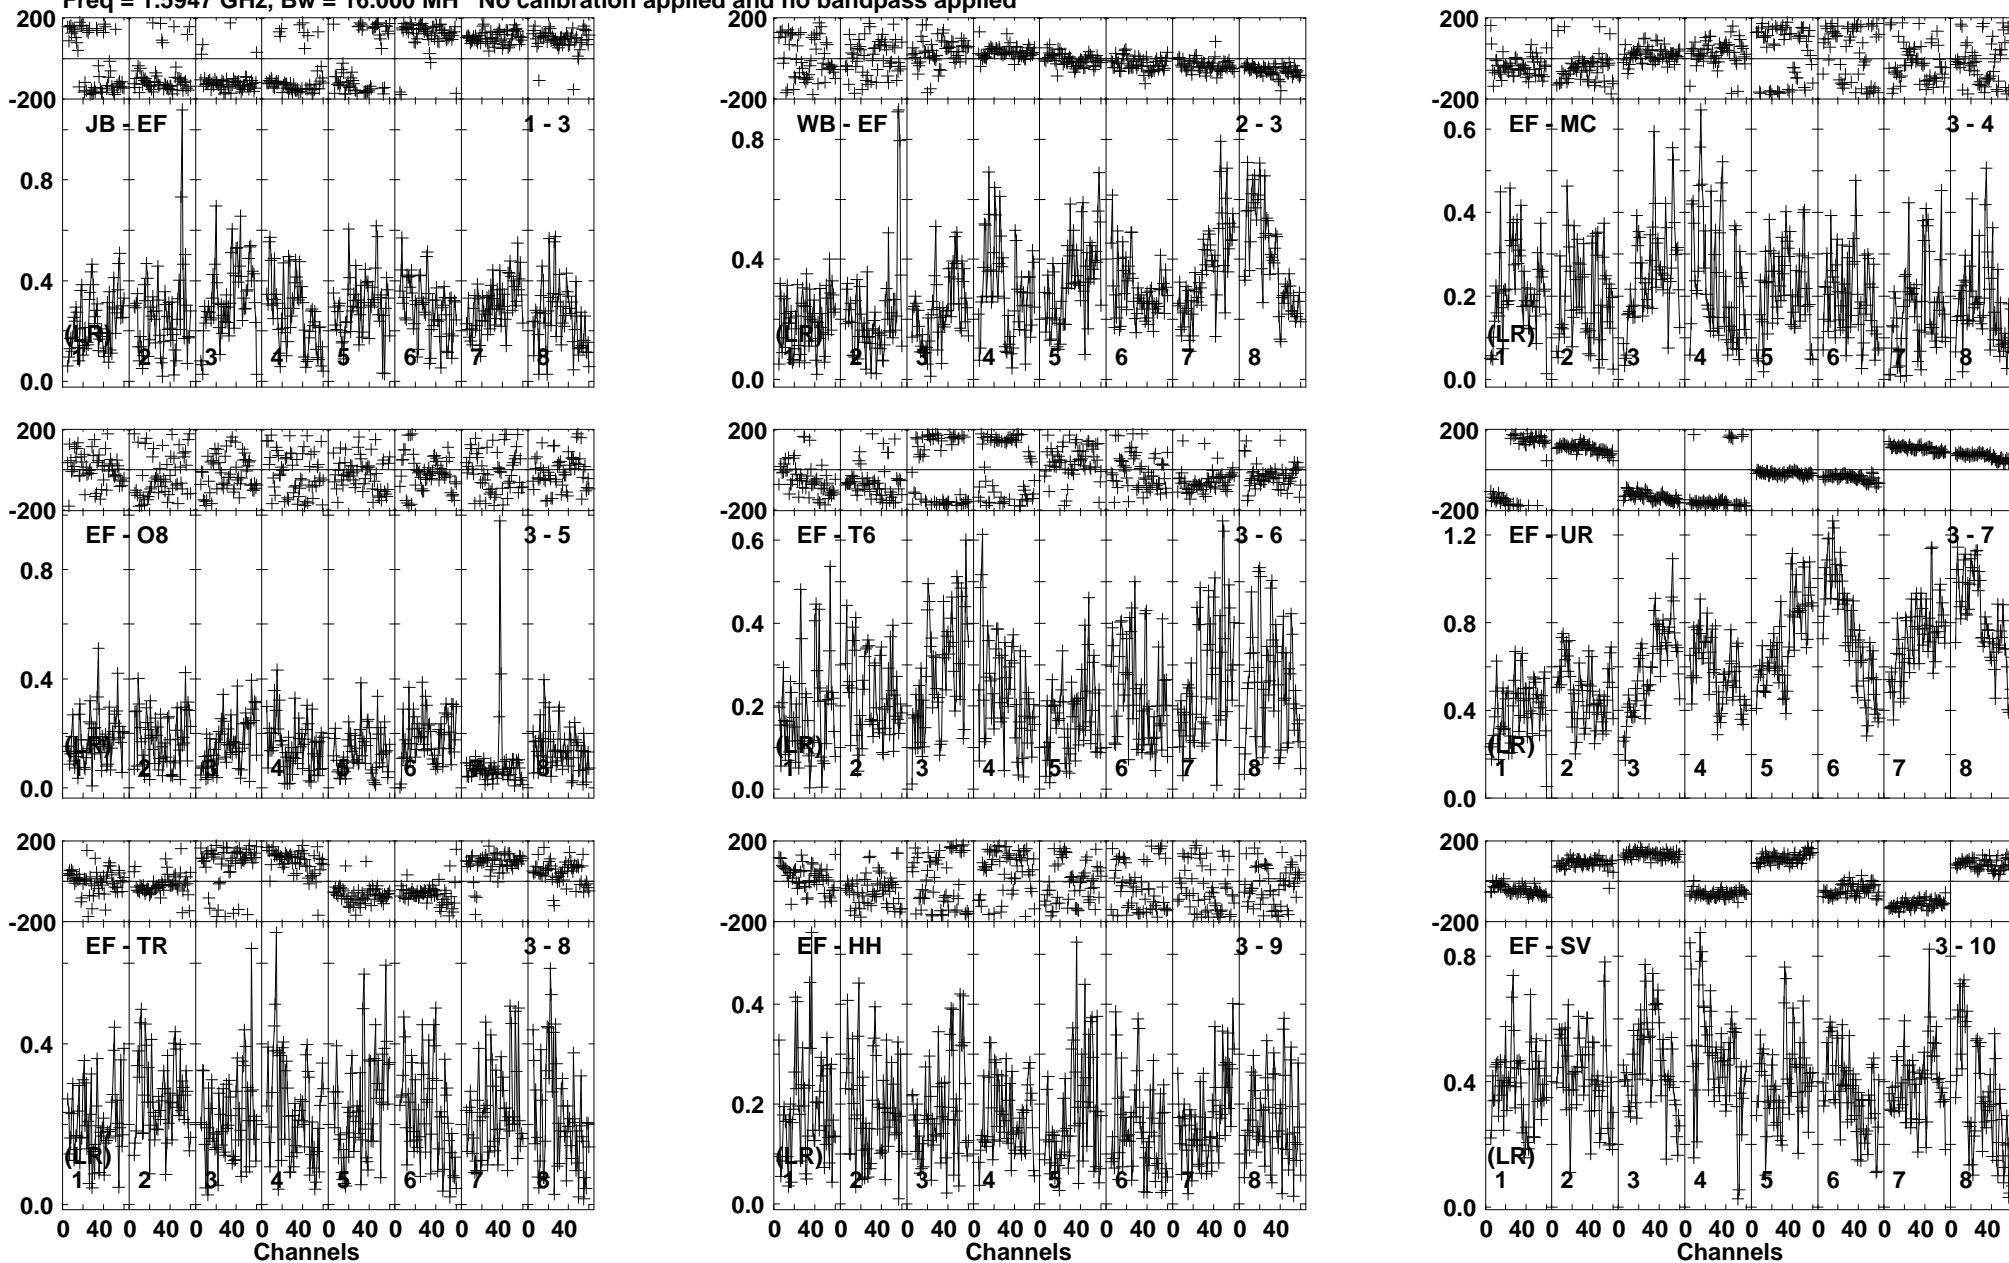 Freq = 1.5947 GHz, Bw = 16.000 MH No calibration applied and no bandpass applied
200 200 200
-200 -200 -200
JB - EF 1 - 3 WB - EF 2 - 3 EF - MC 3 - 4
0.8 0.4 0.0
0.8 0.4 0.0
0.6 0.4 0.2 0.0
(LR) (LR) (LR)
1 2 3 4 5 6 7 8 1 2 3 4 5 6 7 8 1 2 3 4 5 6 7 8
200 200 200
-200 -200 -200
EF - O8 3 - 5 EF - T6 3 - 6 EF - UR 3 - 7
0.8 0.4 0.0
0.6 0.4 0.2 0.0
1.2 0.8 0.4 0.0
(LR) (LR) (LR)
1 2 3 4 5 6 7 8 1 2 3 4 5 6 7 8 1 2 3 4 5 6 7 8
200 200 200
-200 -200 -200
EF - TR 3 - 8 EF - HH 3 - 9 EF - SV 3 - 10
0.4 0.0
0.4 0.2 0.0
0.8 0.4 0.0
(LR) (LR) (LR)
1 2 3 4 5 6 7 8 1 2 3 4 5 6 7 8 1 2 3 4 5 6 7 8
0 40 0 40 0 40 0 40 0 40 0 40 0 40 0 40 0 40 0 40 0 40 0 40 0 40 0 40 0 40 0 40 0 40 0 40 0 40 0 40 0 40 0 40 0 40 0 40
Channels Channels